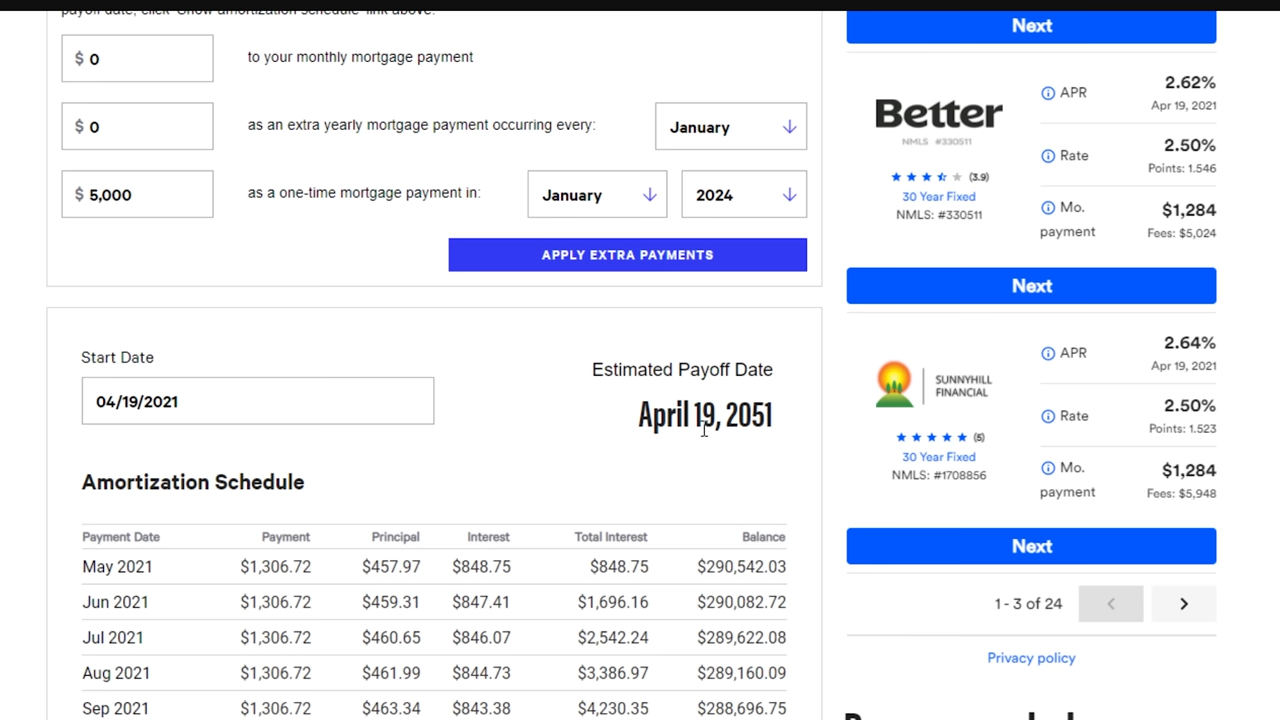 payoff date, click 'Show amortization schedule' link above.
$ 0 to your monthly mortgage payment
$ 0 as an extra yearly mortgage payment occurring every: January
$ 5,000 as a one-time mortgage payment in: January 2024
APPLY EXTRA PAYMENTS
Start Date
04/19/2021
Estimated Payoff Date
April 19, 2051
Amortization Schedule
Payment Date Payment Principal Interest Total Interest Balance
May 2021 $1,306.72 $457.97 $848.75 $848.75 $290,542.03
Jun 2021 $1,306.72 $459.31 $847.41 $1,696.16 $290,082.72
Jul 2021 $1,306.72 $460.65 $846.07 $2,542.24 $289,622.08
Aug 2021 $1,306.72 $461.99 $844.73 $3,386.97 $289,160.09
Sep 2021 $1,306.72 $463.34 $843.38 $4,230.35 $288,696.75
Next
Better
NMLS #330511
(3.9)
30 Year Fixed
NMLS: #330511
APR 2.62%
Apr 19, 2021
Rate 2.50%
Points: 1.546
Mo. payment $1,284
Fees: $5,024
Next
SUNNYHILL
FINANCIAL
(5)
30 Year Fixed
NMLS: #1708856
APR 2.64%
Apr 19, 2021
Rate 2.50%
Points: 1.523
Mo. payment $1,284
Fees: $5,948
Next
1 - 3 of 24
Privacy policy